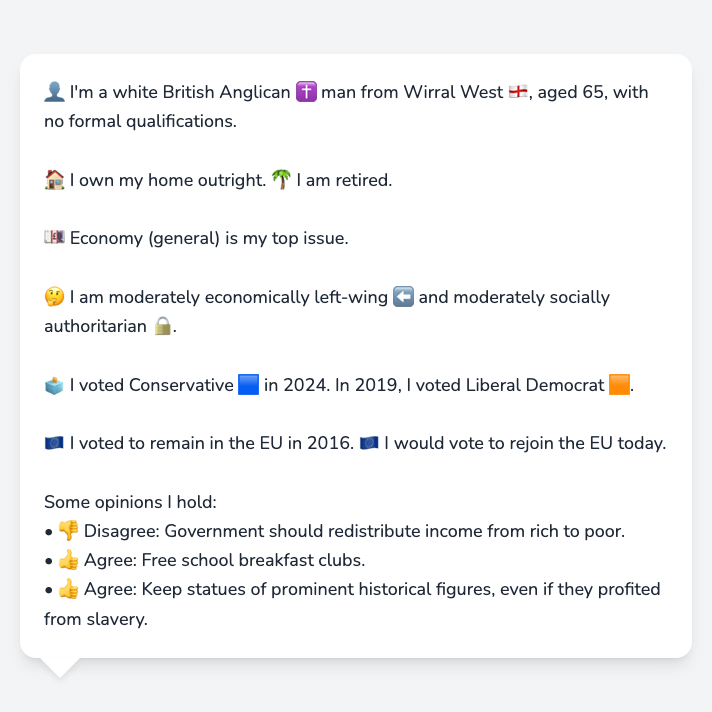 👤 I'm a white British Anglican ✝️ man from Wirral West 🏴󠁧󠁢󠁥󠁮󠁧󠁿, aged 65, with
no formal qualifications.
🏠 I own my home outright. 🌴 I am retired.
💷 Economy (general) is my top issue.
🤔 I am moderately economically left-wing ⬅️ and moderately socially
authoritarian 🔒.
🗳️ I voted Conservative 🟦 in 2024. In 2019, I voted Liberal Democrat 🟧.
🇪🇺 I voted to remain in the EU in 2016. 🇪🇺 I would vote to rejoin the EU today.
Some opinions I hold:
• 👎 Disagree: Government should redistribute income from rich to poor.
• 👍 Agree: Free school breakfast clubs.
• 👍 Agree: Keep statues of prominent historical figures, even if they profited
from slavery.